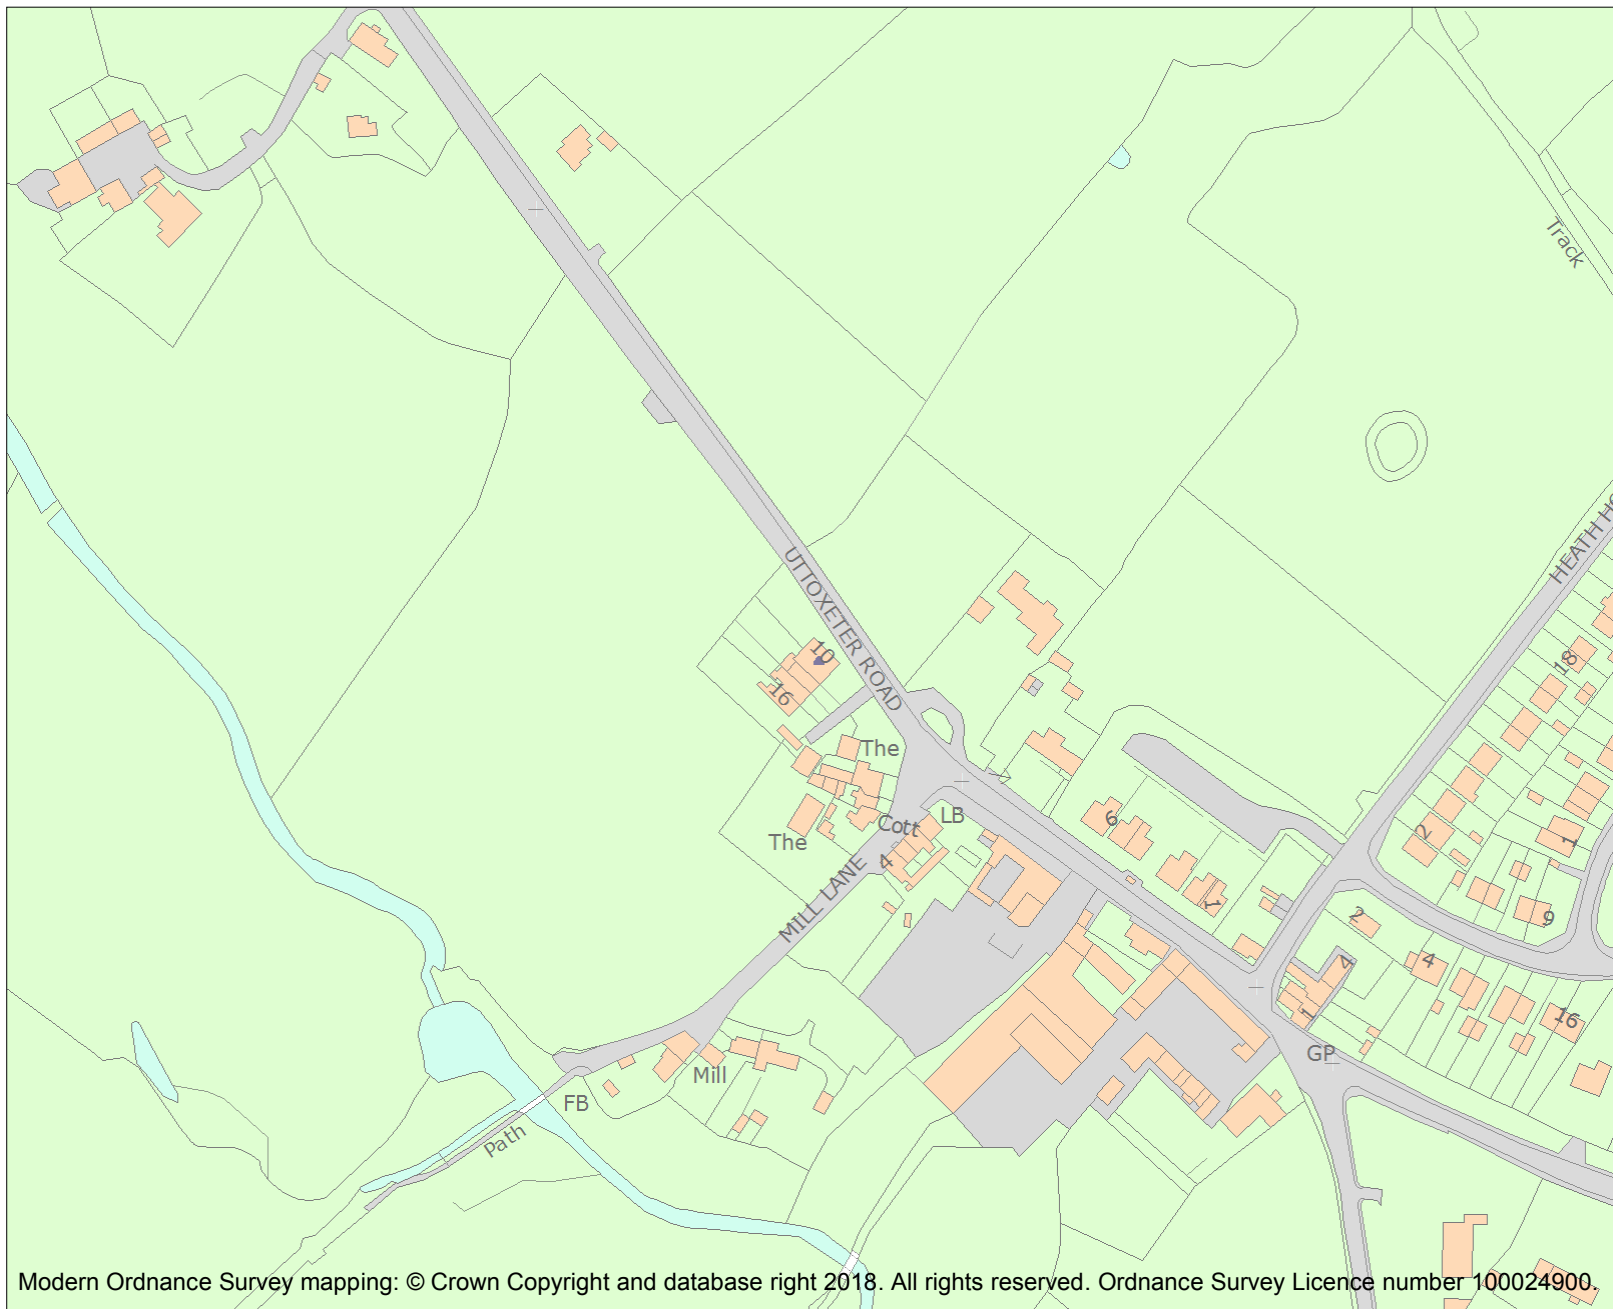 Track
HEATH HO
UTTOXETER ROAD
10
16
18
The
LB
Cott
4
The
MILL LANE
6
1
2
1
9
2
4
4
1
16
GP
Mill
FB
Path
Modern Ordnance Survey mapping: © Crown Copyright and database right 2018. All rights reserved. Ordnance Survey Licence number 100024900.